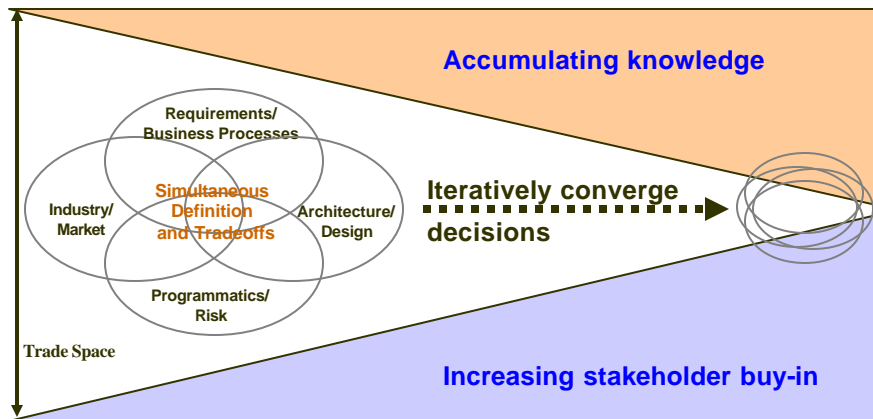 Accumulating knowledge
Requirements/
Business Processes
Simultaneous
Definition
and Tradeoffs
Industry/
Market
Architecture/
Design
Programmatics/
Risk
Iteratively converge
decisions
Trade Space
Increasing stakeholder buy-in